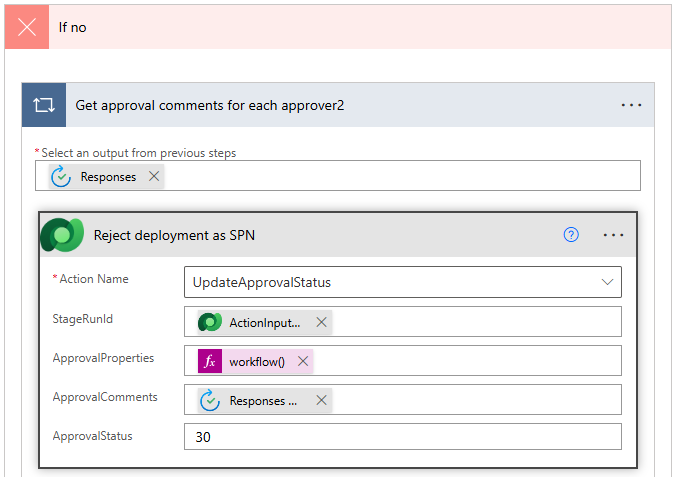 If no
Get approval comments for each approver2
* Select an output from previous steps
Responses
Reject deployment as SPN
* Action Name
UpdateApprovalStatus
StageRunId
ActionInput...
ApprovalProperties
fx workflow()
ApprovalComments
Responses ...
ApprovalStatus
30